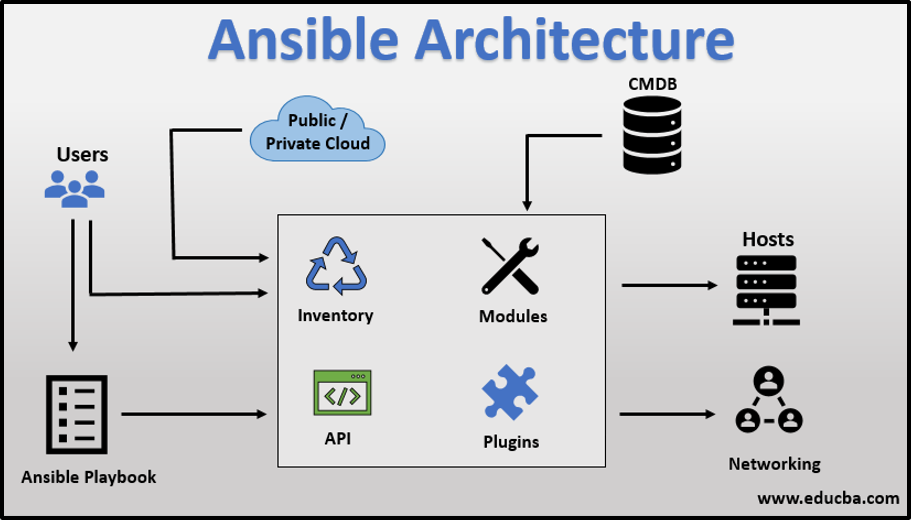 Ansible Architecture
CMDB
Public /
Private Cloud
Users
Hosts
Inventory
Modules
API
Plugins
Ansible Playbook
Networking
www.educba.com